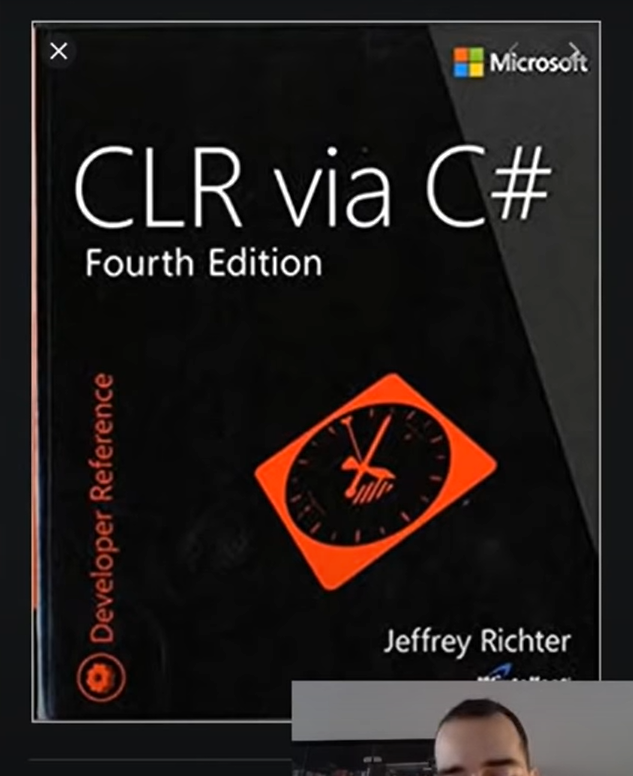 Microsoft
CLR via C#
Fourth Edition
Developer Reference
Jeffrey Richter